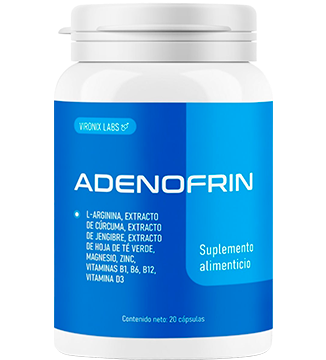 VIRONIX LABS
ADENOFRIN
L-ARGININA, EXTRACTO
DE CÚRCUMA, EXTRACTO
DE JENGIBRE, EXTRACTO
DE HOJA DE TÉ VERDE,
MAGNESIO, ZINC,
VITAMINAS B1, B6, B12,
VITAMINA D3
Suplemento
alimenticio
Contenido neto: 20 cápsulas